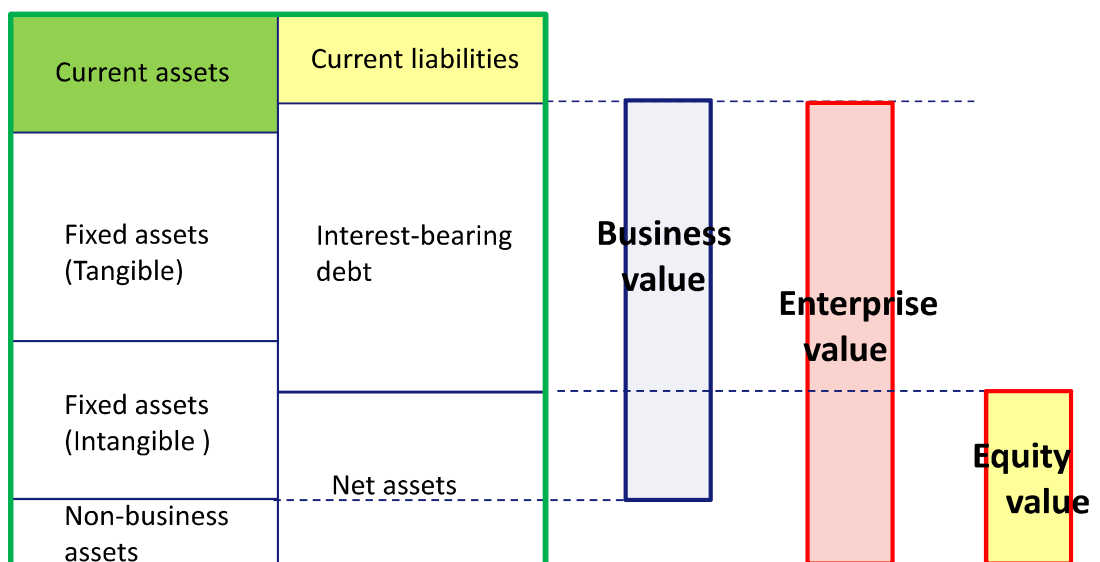 Current assets
Current liabilities
Fixed assets
(Tangible)
Interest-bearing
debt
Fixed assets
(Intangible )
Net assets
Non-business
assets
Business
value
Enterprise
value
Equity
value